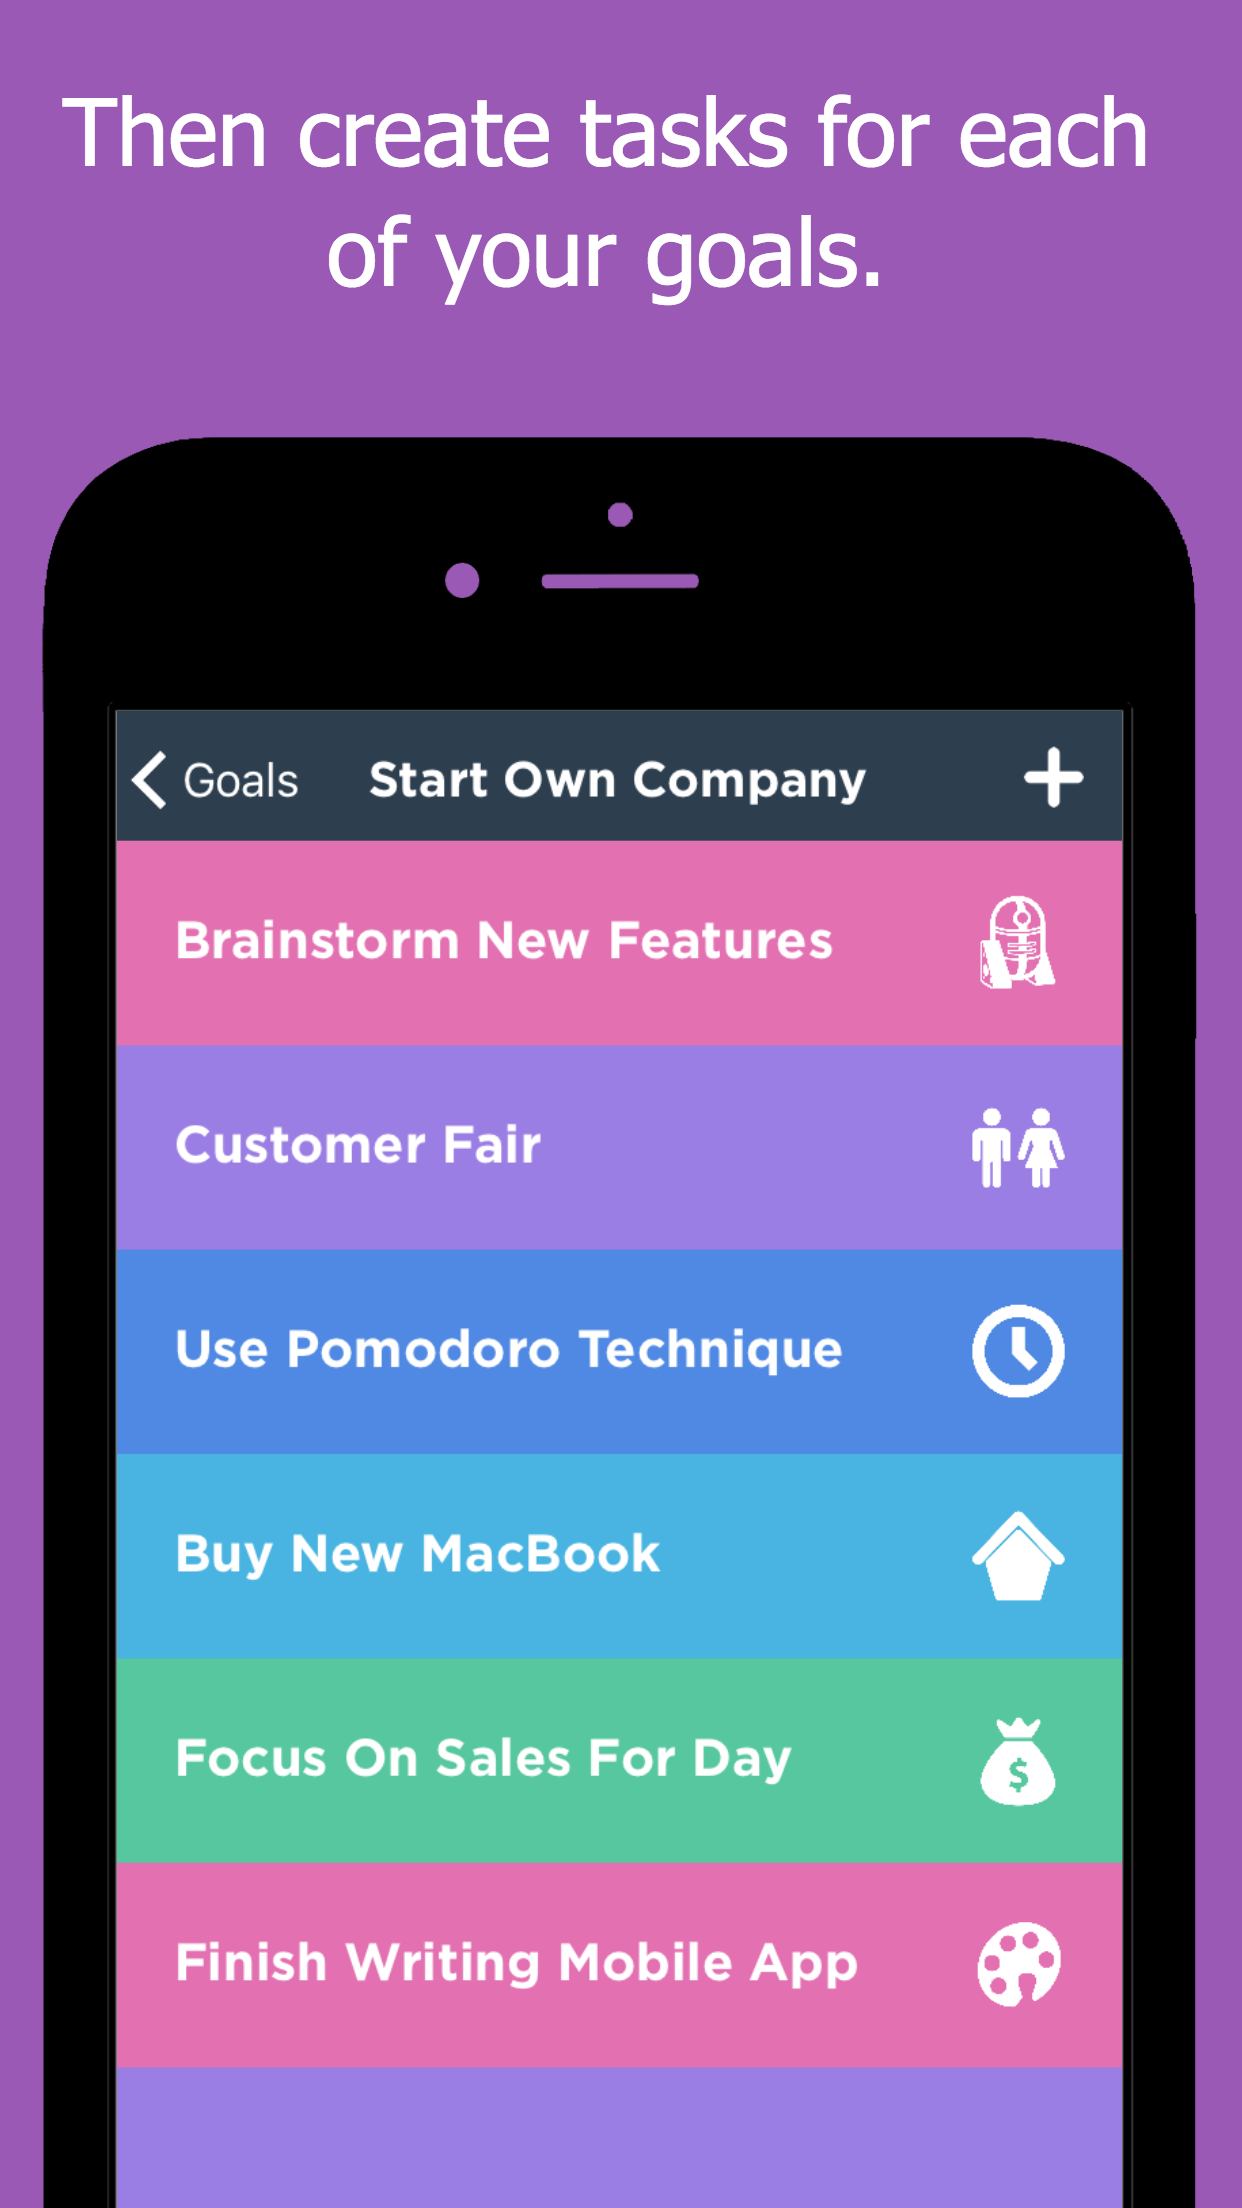 Then create tasks for each
of your goals.
Goals
Start Own Company
Brainstorm New Features
Customer Fair
Use Pomodoro Technique
Buy New MacBook
Focus On Sales For Day
$
Finish Writing Mobile App